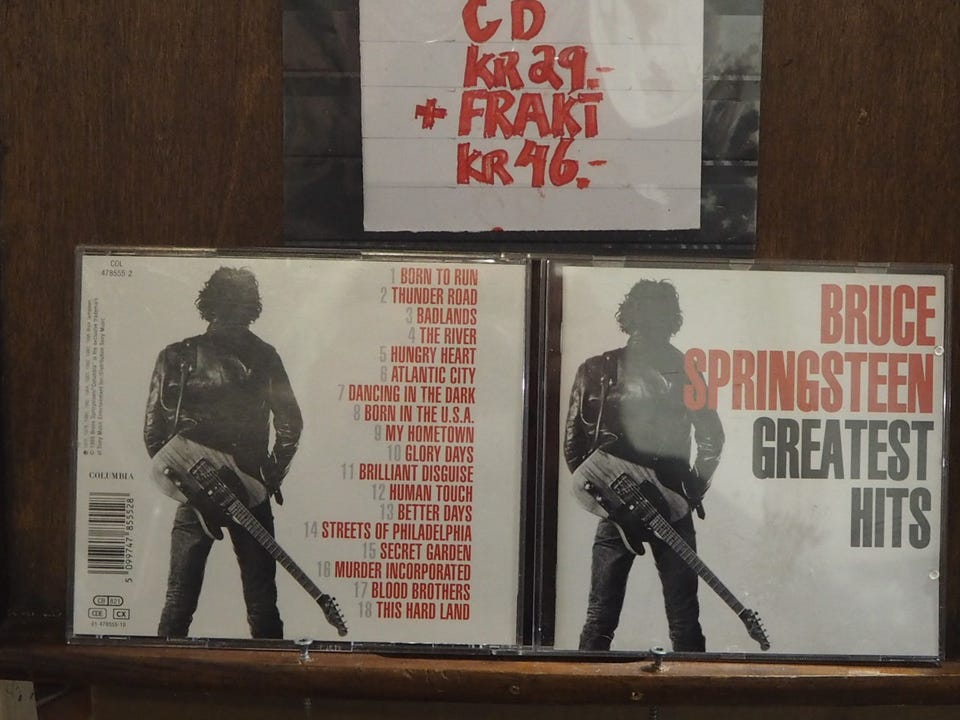 CD
KR 29.-
+ FRAKT
KR 46.-
COL
478555 2
COLUMBIA
5 099747 855528
1 BORN TO RUN
2 THUNDER ROAD
3 BADLANDS
4 THE RIVER
5 HUNGRY HEART
6 ATLANTIC CITY
7 DANCING IN THE DARK
8 BORN IN THE U.S.A.
9 MY HOMETOWN
10 GLORY DAYS
11 BRILLIANT DISGUISE
12 HUMAN TOUCH
13 BETTER DAYS
14 STREETS OF PHILADELPHIA
15 SECRET GARDEN
16 MURDER INCORPORATED
17 BLOOD BROTHERS
18 THIS HARD LAND
CX
01-478555-10
BRUCE
SPRINGSTEEN
GREATEST
HITS